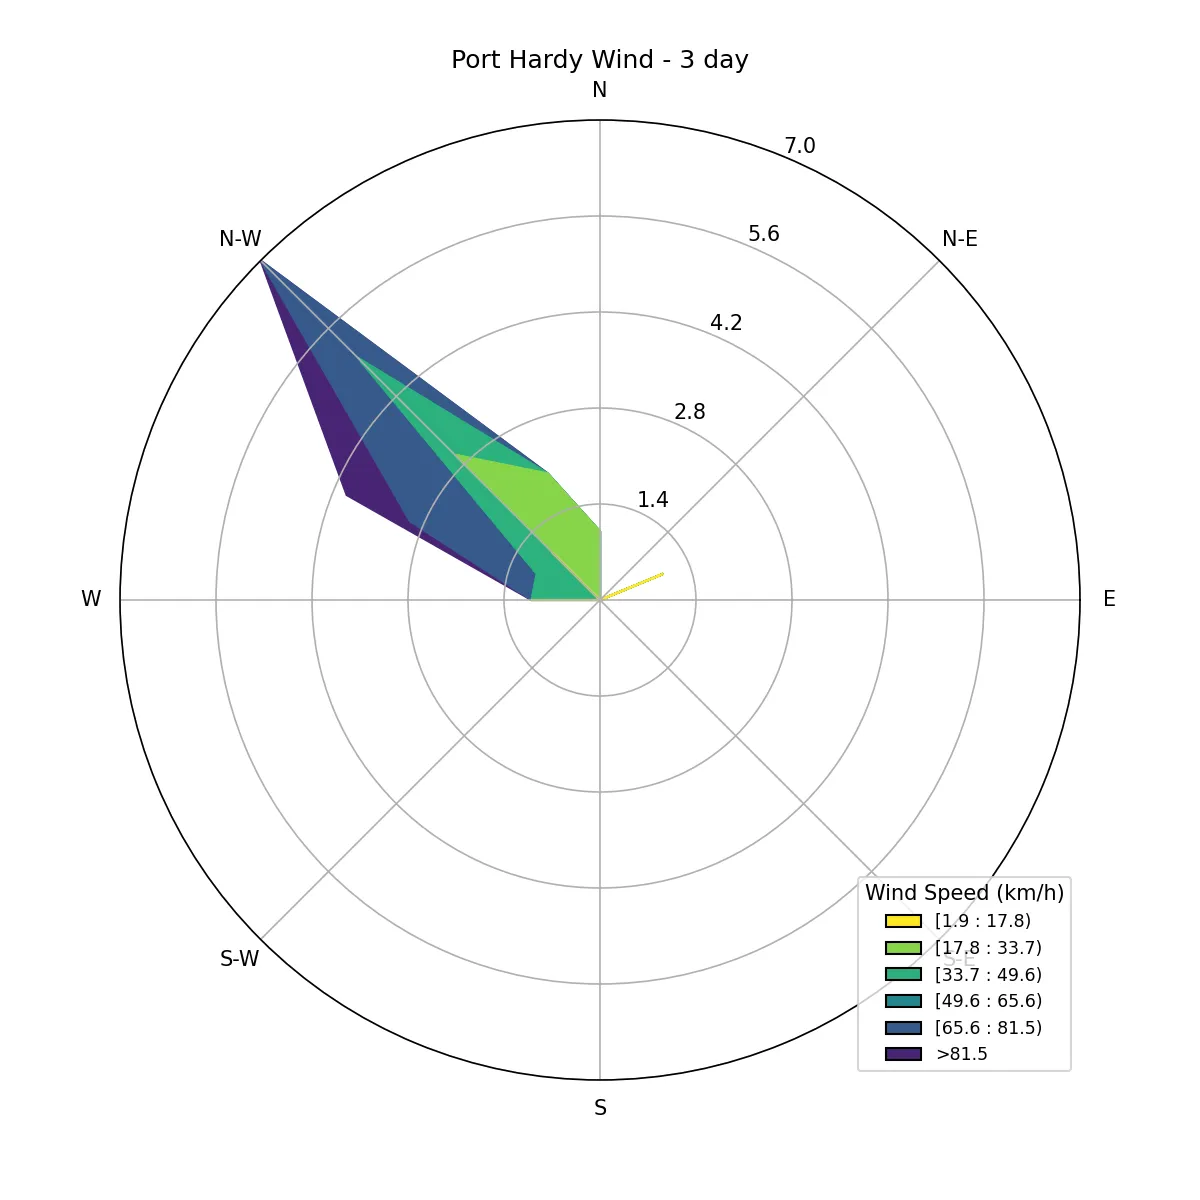 Port Hardy Wind - 3 day
N
7.0
N-W
5.6
N-E
4.2
2.8
1.4
W
E
Wind Speed (km/h)
[1.9 : 17.8)
[17.8 : 33.7)
S-W
S-E
[33.7 : 49.6)
[49.6 : 65.6)
[65.6 : 81.5)
>81.5
S